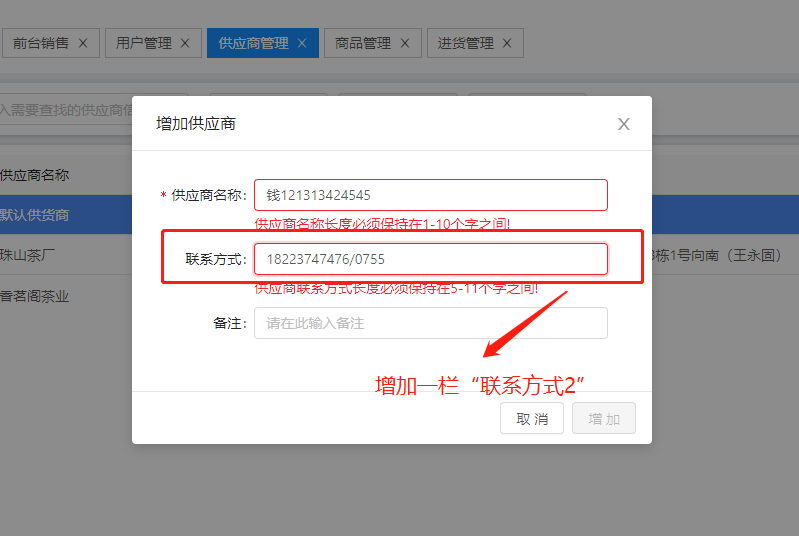 前台销售 用户管理 供应商管理 商品管理 进货管理
入需要查找的供应商信
增加供应商
供应商名称
* 供应商名称: 钱121313424545
默认供货商
供应商名称长度必须保持在1-10个字之间!
珠山茶厂
联系方式: 18223747476/0755
栋1号向南（王永固）
供应商联系方式长度必须保持在5-11个字之间!
香茗阁茶业
备注: 请在此输入备注
增加一栏“联系方式2”
取 消 增 加